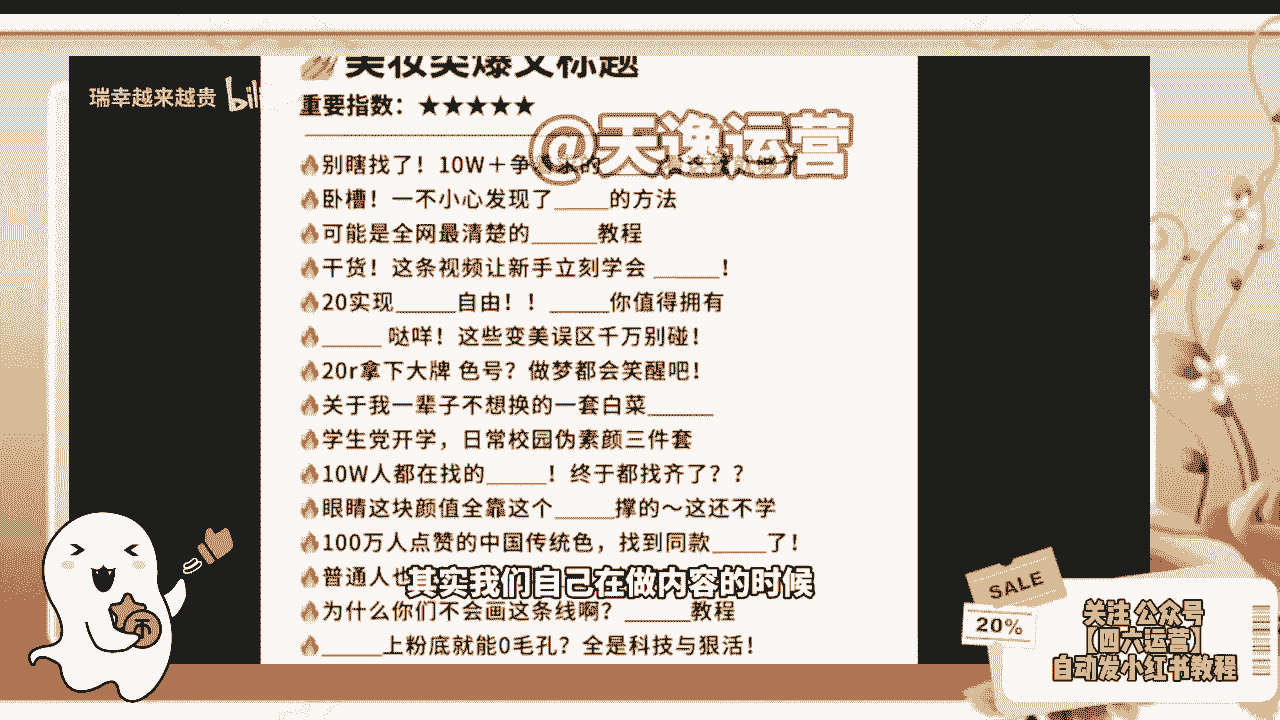 美妆类爆文标题
瑞幸越来越贵 bili
重要指数：★★★★★
@天逸运营
别瞎找了！10W＋争
卧槽！一不小心发现了_____的方法
可能是全网最清楚的______教程
干货！这条视频让新手立刻学会 ______！
20实现_____自由！！_____你值得拥有
_____ 哒咩！这些变美误区千万别碰！
20r拿下大牌 色号？做梦都会笑醒吧！
关于我一辈子不想换的一套白菜______
学生党开学，日常校园伪素颜三件套
10W人都在找的_____！终于都找齐了？？
眼睛这块颜值全靠这个_____撑的～这还不学
100万人点赞的中国传统色，找到同款____了！
普通人也
其实我们自己在做内容的时候
为什么你们不会画这条线啊？______教程
_____上粉底就能0毛孔？全是科技与狠活！
SALE
20%
关注 公众号
【四六运营】
自动发小红书教程